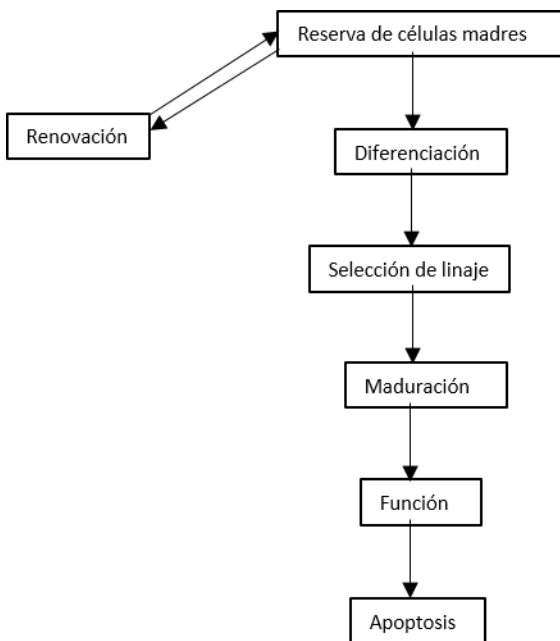 Reserva de células madres
Renovación
Diferenciación
Selección de linaje
Maduración
Función
Apoptosis